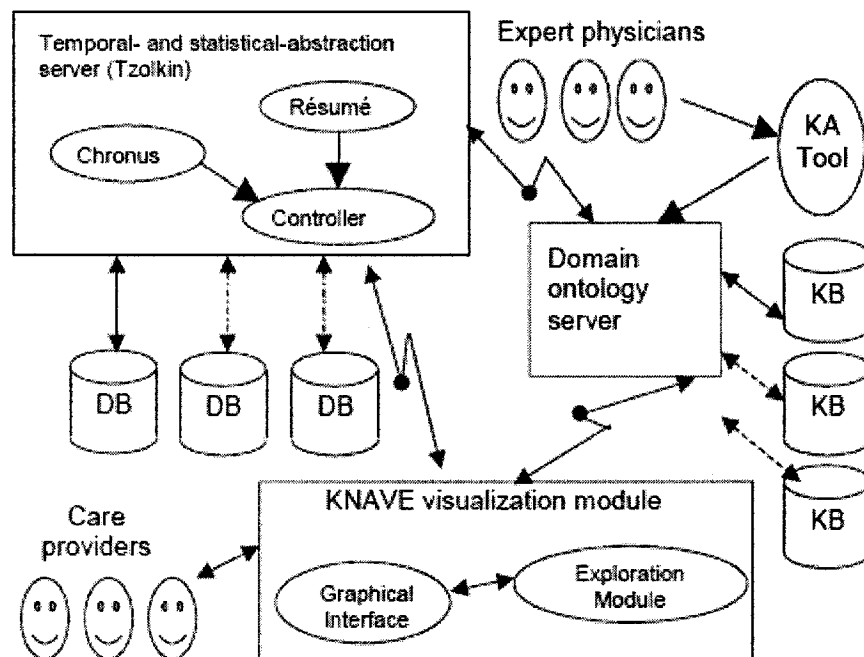 Temporal- and statistical-abstraction
server (Tzolkin)
Résumé
Chronus
Controller
Expert physicians
KA
Tool
Domain
ontology
server
KB
KB
KB
DB
DB
DB
KNAVE visualization module
Care
providers
Graphical
Interface
Exploration
Module